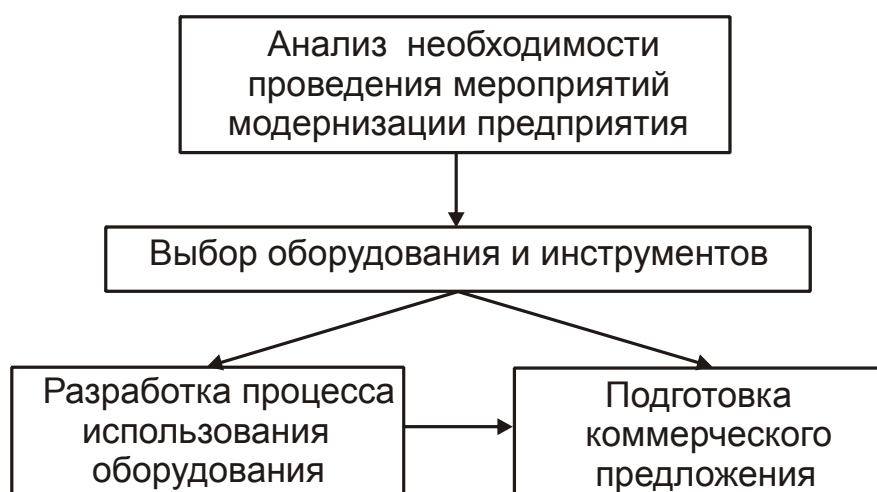 Анализ необходимости
проведения мероприятий
модернизации предприятия
Выбор оборудования и инструментов
Разработка процесса
использования
оборудования
Подготовка
коммерческого
предложения